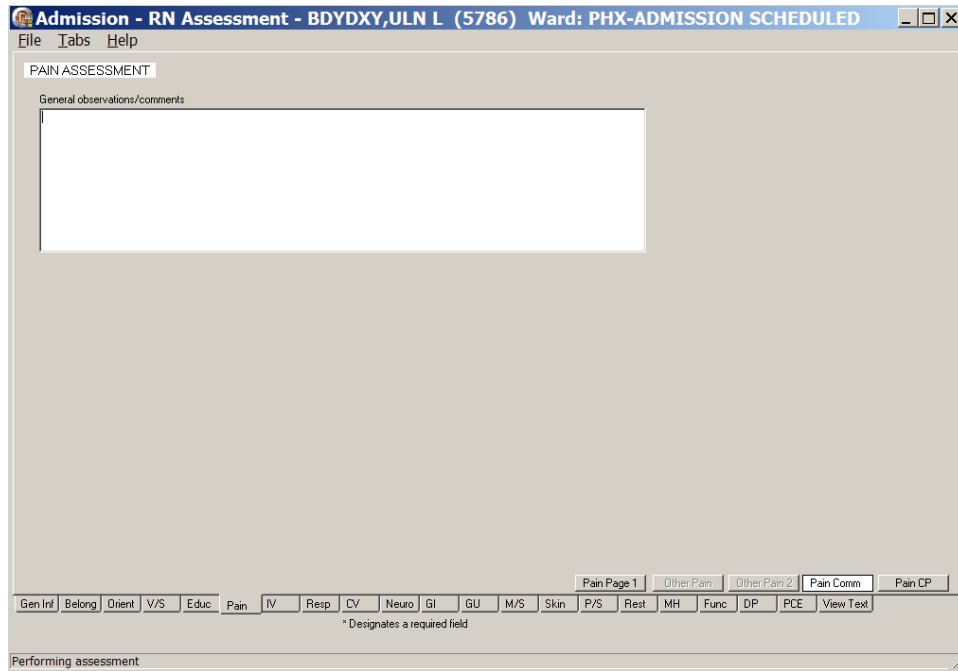 Admission - RN Assessment - BDYDXY,ULN L (5786) Ward: PHX-ADMISSION SCHEDULED
File Tabs Help
PAIN ASSESSMENT
General observations/comments
Pain Page 1 Other Pain Other Pain 2 Pain Comm Pain CP
Gen Inf Belong Orient V/S Educ Pain IV Resp CV Neuro GI GU M/S Skin P/S Rest MH Func DP PCE View Text
* Designates a required field
Performing assessment